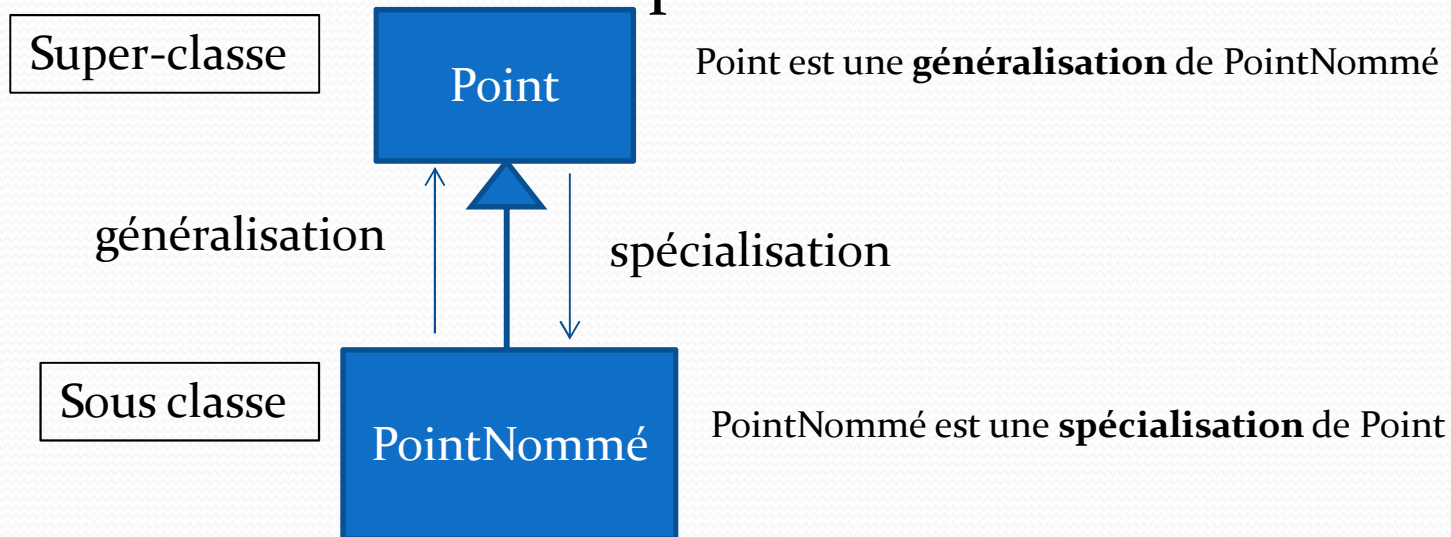 Super-classe
Point
Point est une généralisation de PointNommé
généralisation
spécialisation
Sous classe
PointNommé
PointNommé est une spécialisation de Point